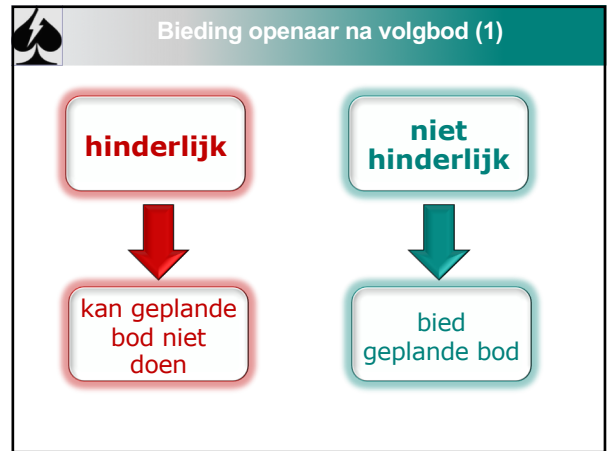 Bieding openaar na volgbod (1)
hinderlijk
niet
hinderlijk
kan geplande
bod niet
doen
bied
geplande bod